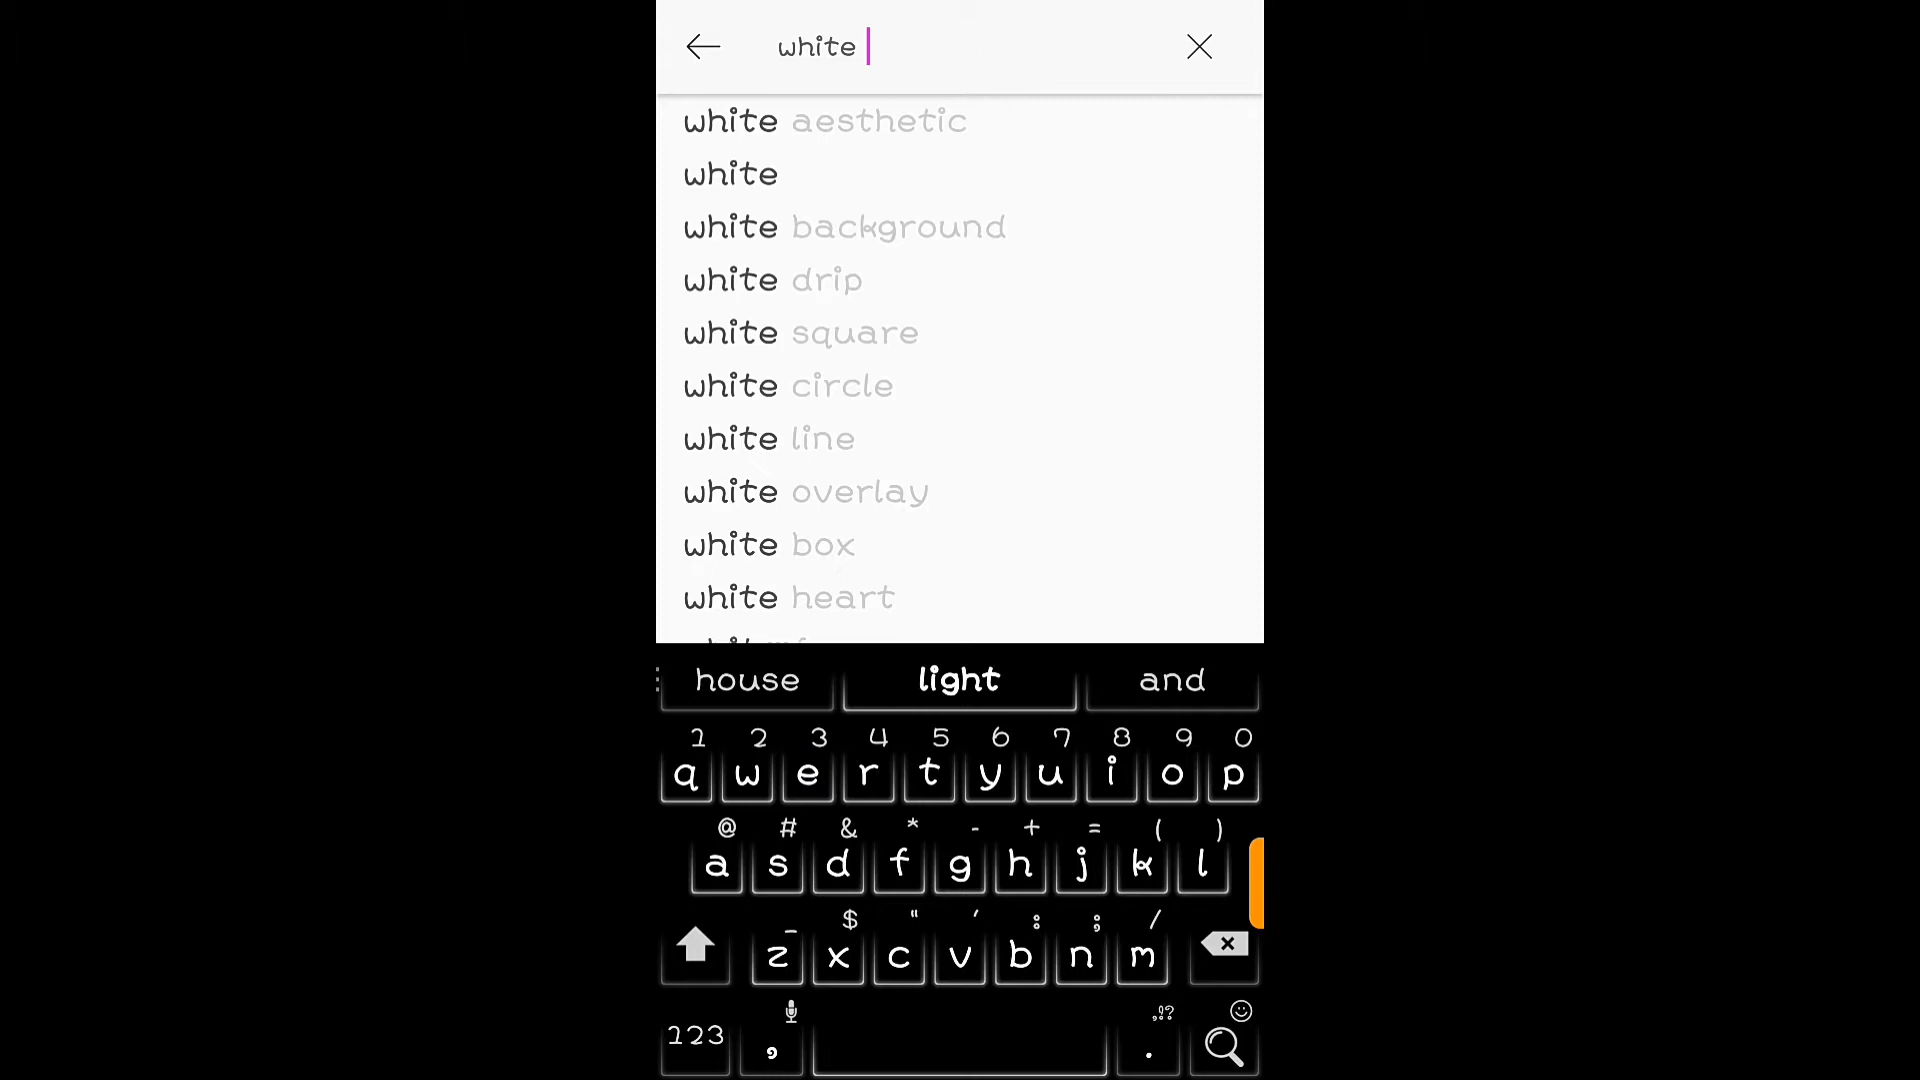 white
white aesthetic
white
white background
white drip
white square
white circle
white line
white overlay
white box
white heart
house light and
1 2 3 4 5 6 7 8 9 0
q w e r t y u i o p
@ # & * - + = ( )
a s d f g h j k l
_ $ " ' : ; /
z x c v b n m
,!?
123 , .